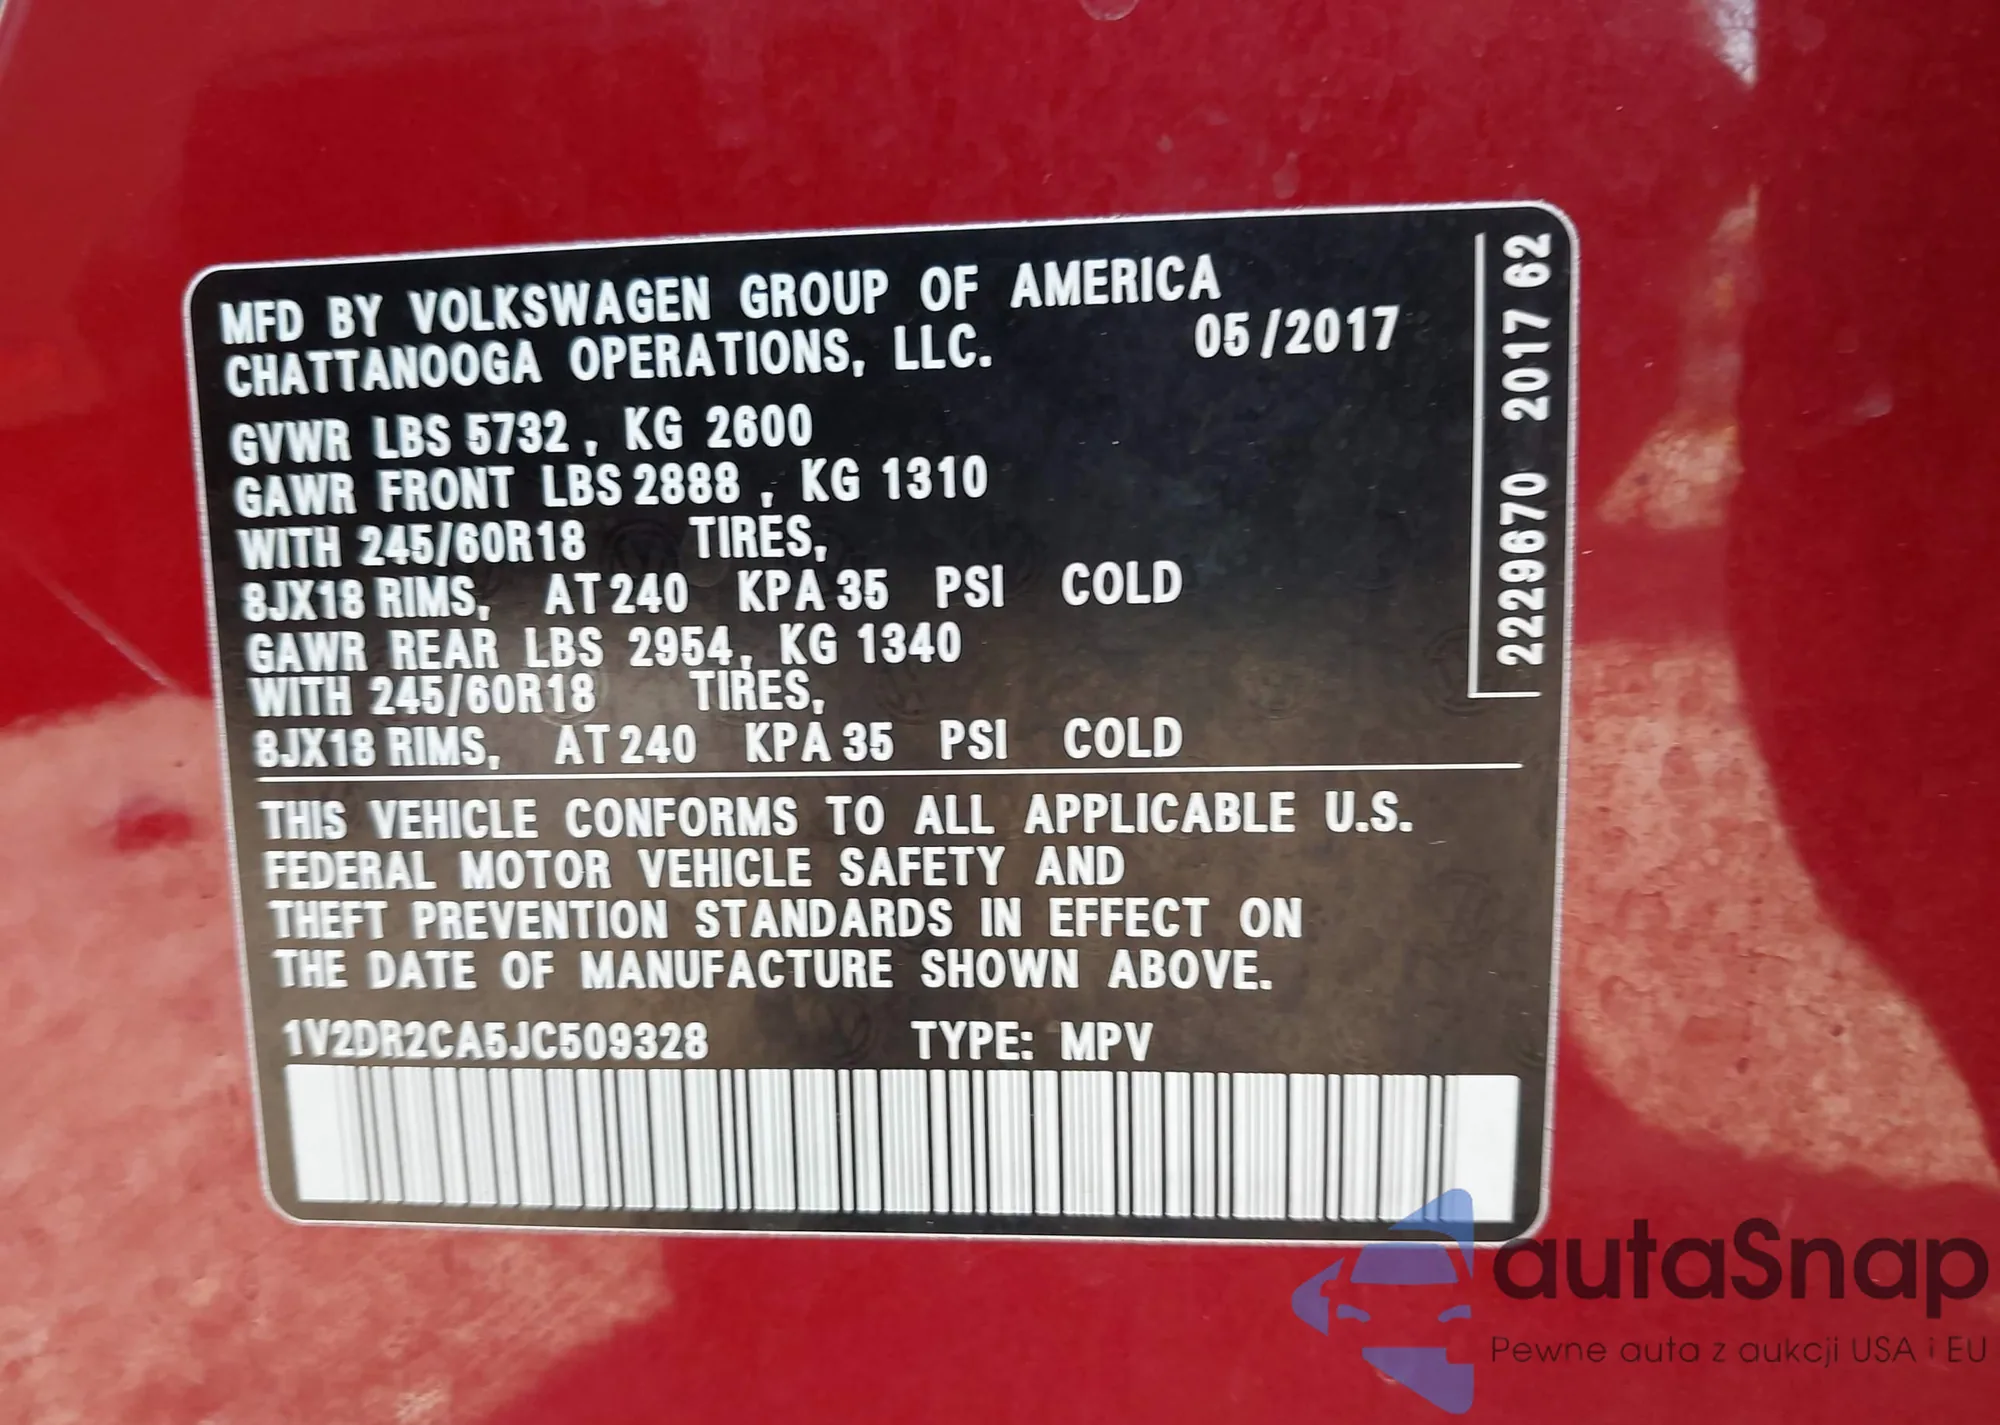 MFD BY VOLKSWAGEN GROUP OF AMERICA
CHATTANOOGA OPERATIONS, LLC. 05/2017
GVWR LBS 5732, KG 2600
GAWR FRONT LBS 2888, KG 1310
WITH 245/60R18 TIRES,
8JX18 RIMS, AT 240 KPA 35 PSI COLD
GAWR REAR LBS 2954, KG 1340
WITH 245/60R18 TIRES,
8JX18 RIMS, AT 240 KPA 35 PSI COLD
THIS VEHICLE CONFORMS TO ALL APPLICABLE U.S.
FEDERAL MOTOR VEHICLE SAFETY AND
THEFT PREVENTION STANDARDS IN EFFECT ON
THE DATE OF MANUFACTURE SHOWN ABOVE.
1V2DR2CA5JC509328 TYPE: MPV
2229670 2017 62
autaSnap
Pewne auta z aukcji USA i EU